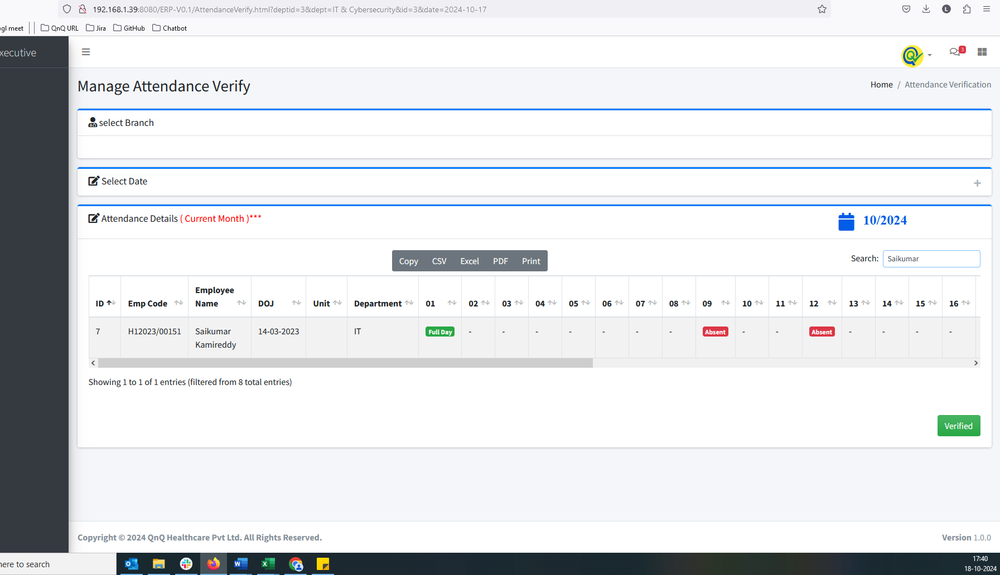 192.168.1.39:8080/ERP-V0.1/AttendanceVerify.html?deptid=3&dept=IT & Cybersecurity&id=3&date=2024-10-17
L
ogl meet QnQ URL Jira GitHub Chatbot
xecutive
3
Manage Attendance Verify
Home / Attendance Verification
select Branch
Select Date
Attendance Details ( Current Month )***
10/2024
Copy CSV Excel PDF Print
Search: Saikumar
ID Emp Code Employee Name DOJ Unit Department 01 02 03 04 05 06 07 08 09 10 11 12 13 14 15 16
7 H12023/00151 Saikumar Kamireddy 14-03-2023 IT Full Day - - - - - - - Absent - - Absent - - - -
Showing 1 to 1 of 1 entries (filtered from 8 total entries)
Verified
Copyright © 2024 QnQ Healthcare Pvt Ltd. All Rights Reserved.
Version 1.0.0
here to search
17:40
18-10-2024